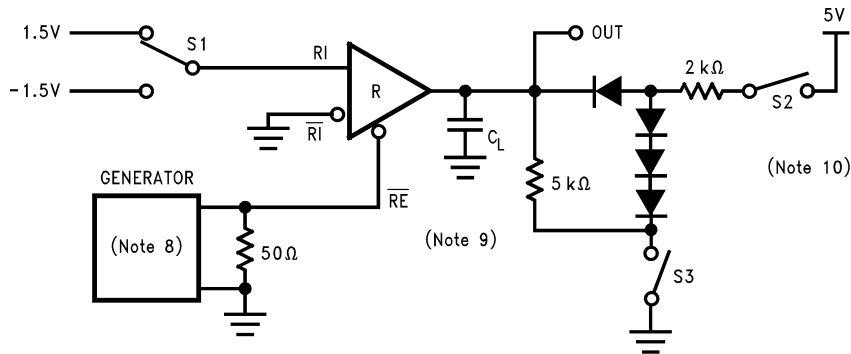 1.5V
S1
RI
-1.5V
R
RI
OUT
2 kΩ
5V
S2
CL
5 kΩ
(Note 10)
GENERATOR
(Note 8)
50Ω
RE
(Note 9)
S3